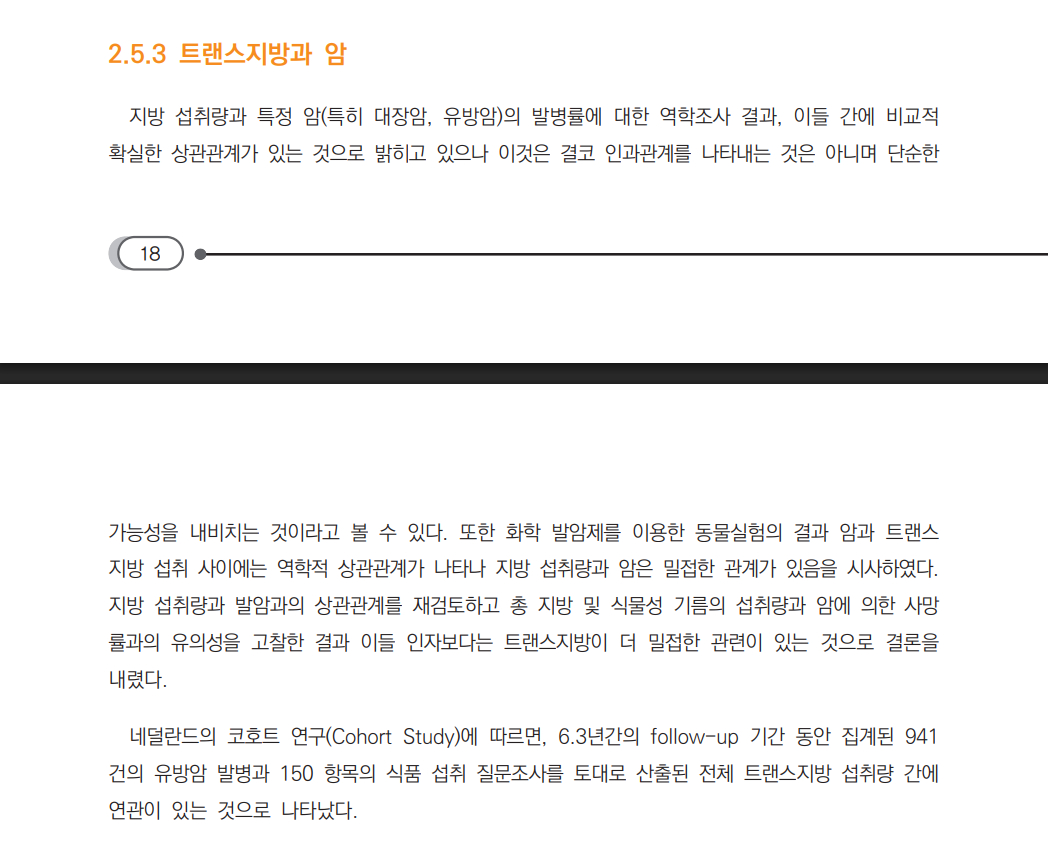 2.5.3 트랜스지방과 암
지방 섭취량과 특정 암(특히 대장암, 유방암)의 발병률에 대한 역학조사 결과, 이들 간에 비교적
확실한 상관관계가 있는 것으로 밝히고 있으나 이것은 결코 인과관계를 나타내는 것은 아니며 단순한
18
가능성을 내비치는 것이라고 볼 수 있다. 또한 화학 발암제를 이용한 동물실험의 결과 암과 트랜스
지방 섭취 사이에는 역학적 상관관계가 나타나 지방 섭취량과 암은 밀접한 관계가 있음을 시사하였다.
지방 섭취량과 발암과의 상관관계를 재검토하고 총 지방 및 식물성 기름의 섭취량과 암에 의한 사망
률과의 유의성을 고찰한 결과 이들 인자보다는 트랜스지방이 더 밀접한 관련이 있는 것으로 결론을
내렸다.
네덜란드의 코호트 연구(Cohort Study)에 따르면, 6.3년간의 follow-up 기간 동안 집계된 941
건의 유방암 발병과 150 항목의 식품 섭취 질문조사를 토대로 산출된 전체 트랜스지방 섭취량 간에
연관이 있는 것으로 나타났다.